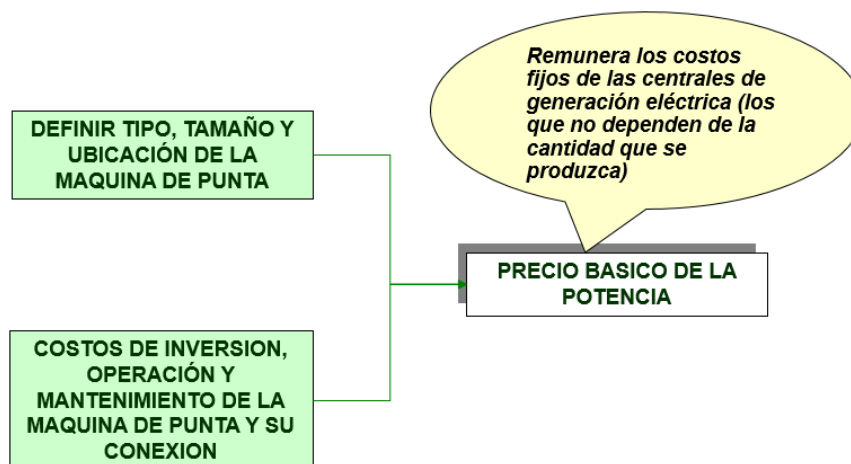 Remunera los costos
fijos de las centrales de
generación eléctrica (los
que no dependen de la
cantidad que se
produzca)
DEFINIR TIPO, TAMAÑO Y
UBICACIÓN DE LA
MAQUINA DE PUNTA
PRECIO BASICO DE LA
POTENCIA
COSTOS DE INVERSION,
OPERACIÓN Y
MANTENIMIENTO DE LA
MAQUINA DE PUNTA Y SU
CONEXION